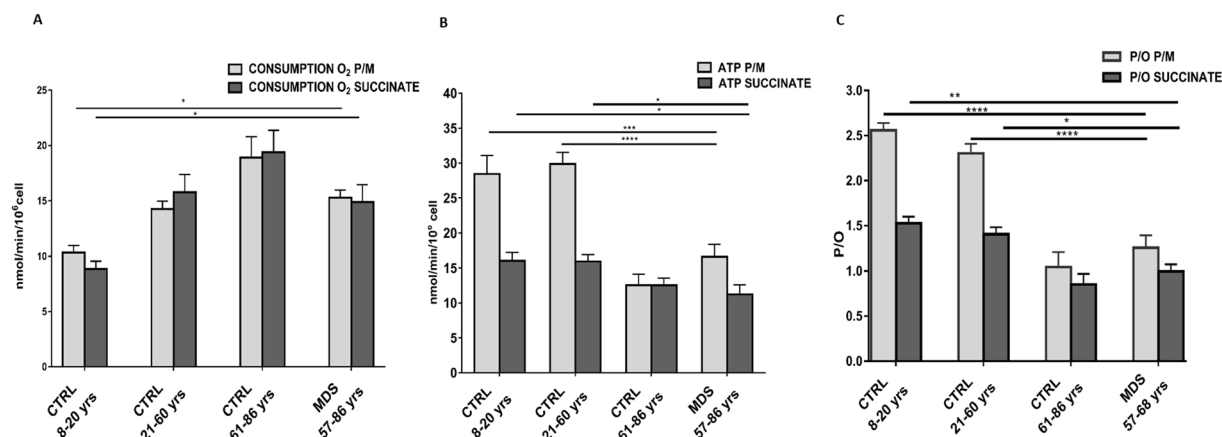 A
CONSUMPTION O₂ P/M
CONSUMPTION O₂ SUCCINATE
nmol/min/10⁶cell
25
20
15
10
5
0
*
*
CTRL
8-20 yrs
CTRL
21-60 yrs
CTRL
61-86 yrs
MDS
57-86 yrs
B
ATP P/M
ATP SUCCINATE
nmol/min/10⁶ cell
40
35
30
25
20
15
10
5
0
*
*
***
****
CTRL
8-20 yrs
CTRL
21-60 yrs
CTRL
61-86 yrs
MDS
57-86 yrs
C
P/O P/M
P/O SUCCINATE
P/O
3.0
2.5
2.0
1.5
1.0
0.5
0.0
**
****
*
****
CTRL
8-20 yrs
CTRL
21-60 yrs
CTRL
61-86 yrs
MDS
57-68 yrs